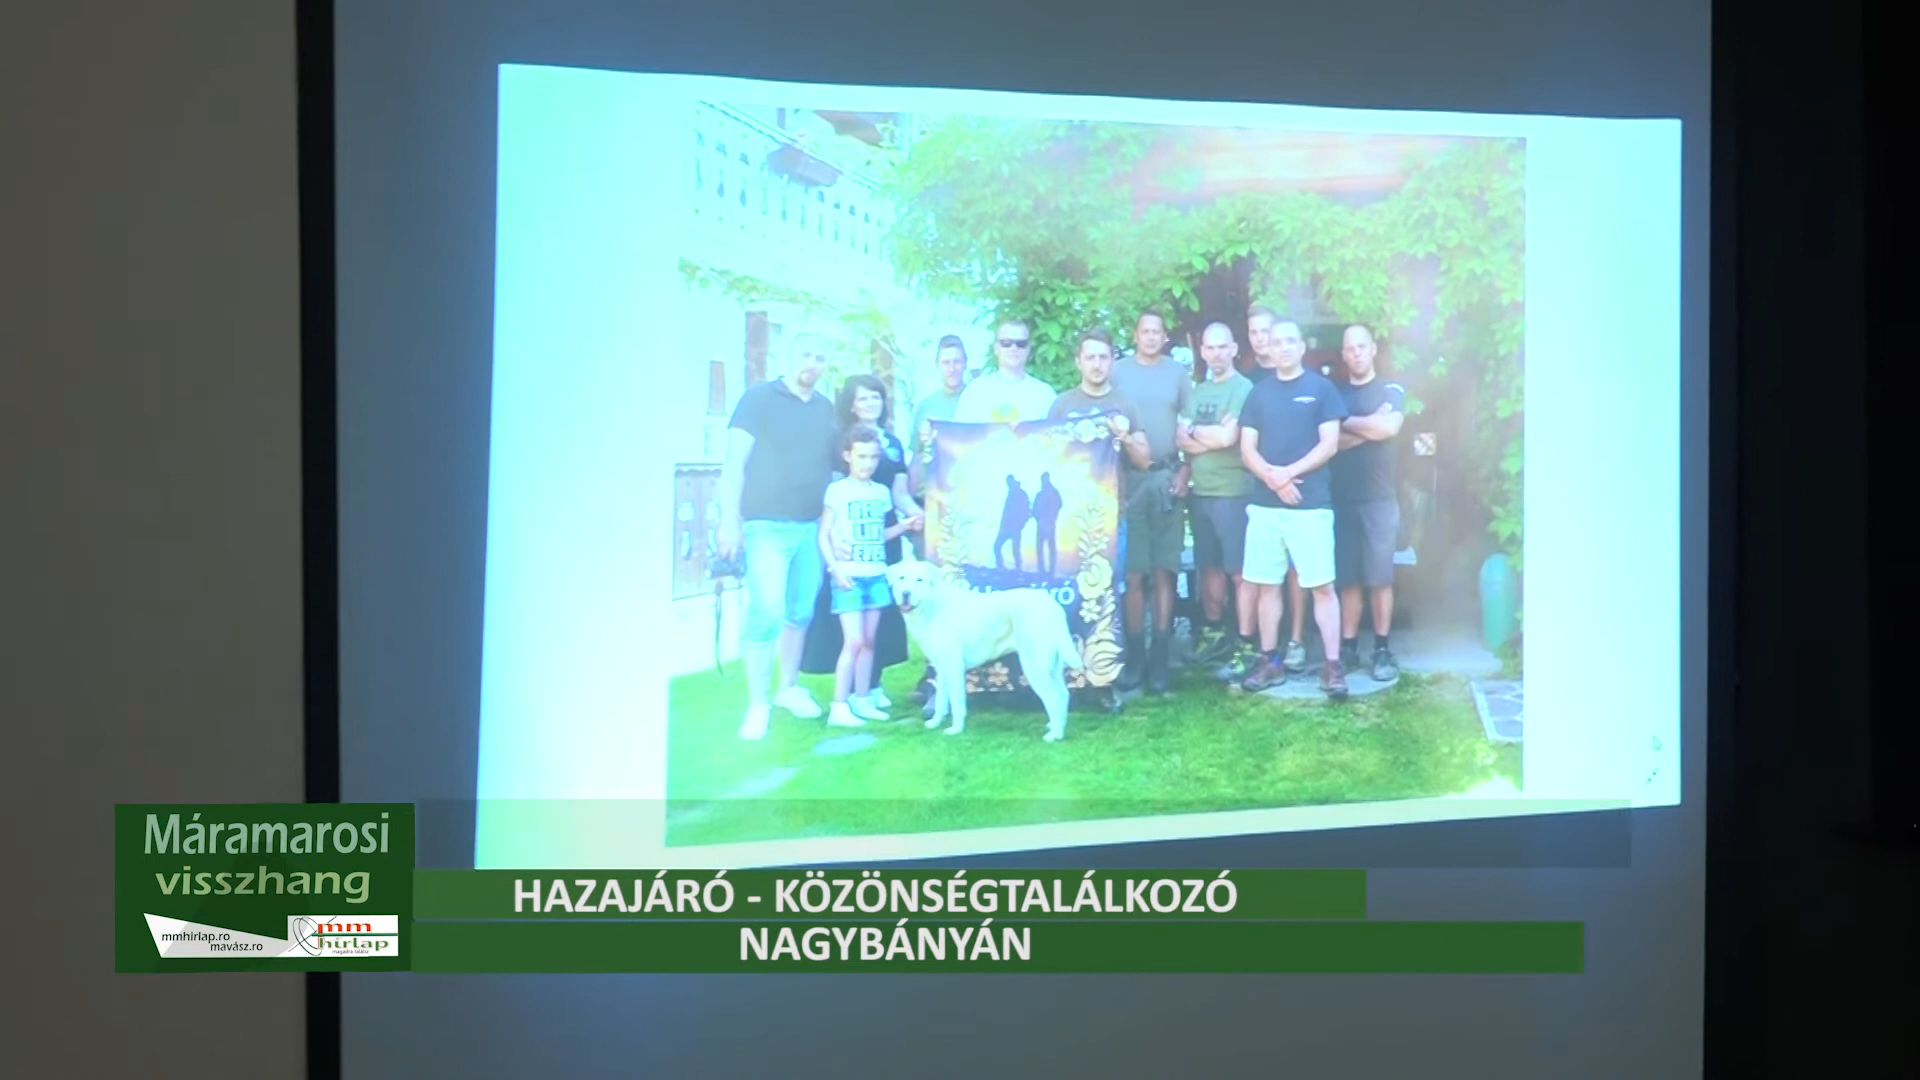 Máramarosi
visszhang
mmhirlap.ro
mavász.ro
mm
hírlap
HAZAJÁRÓ - KÖZÖNSÉGTALÁLKOZÓ
NAGYBÁNYÁN